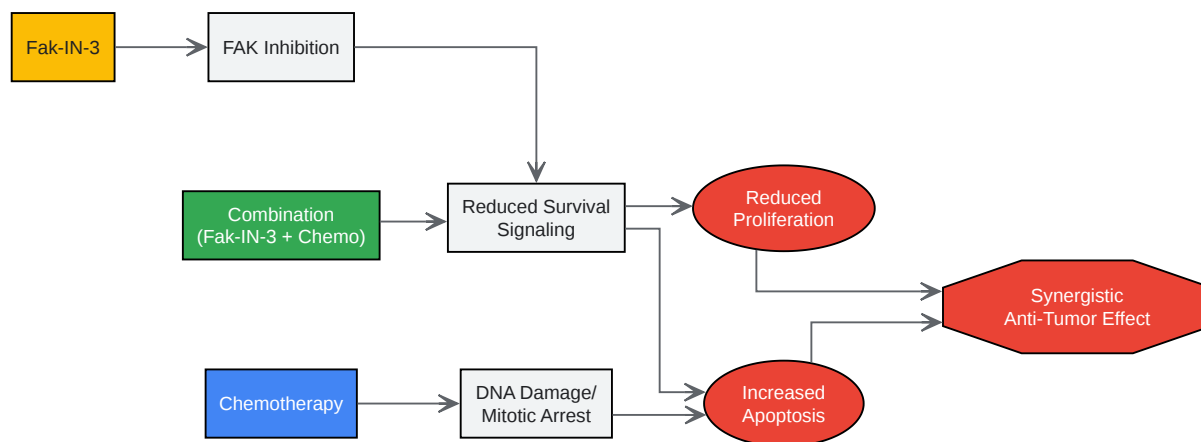 Fak-IN-3
FAK Inhibition
Combination
(Fak-IN-3 + Chemo)
Reduced Survival
Signaling
Reduced
Proliferation
Synergistic
Anti-Tumor Effect
Chemotherapy
DNA Damage/
Mitotic Arrest
Increased
Apoptosis